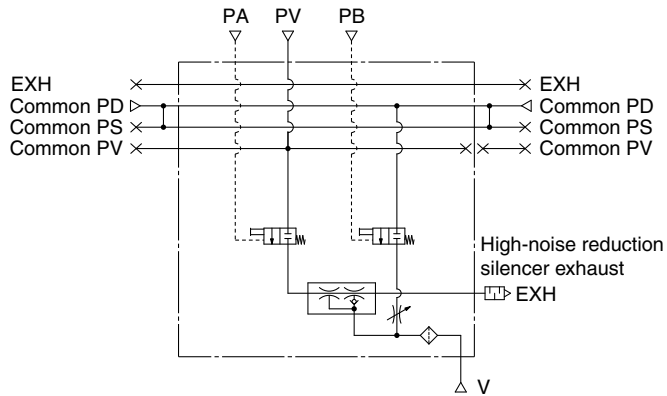 PA PV PB
EXH EXH
Common PD Common PD
Common PS Common PS
Common PV Common PV
High-noise reduction
silencer exhaust
EXH
V